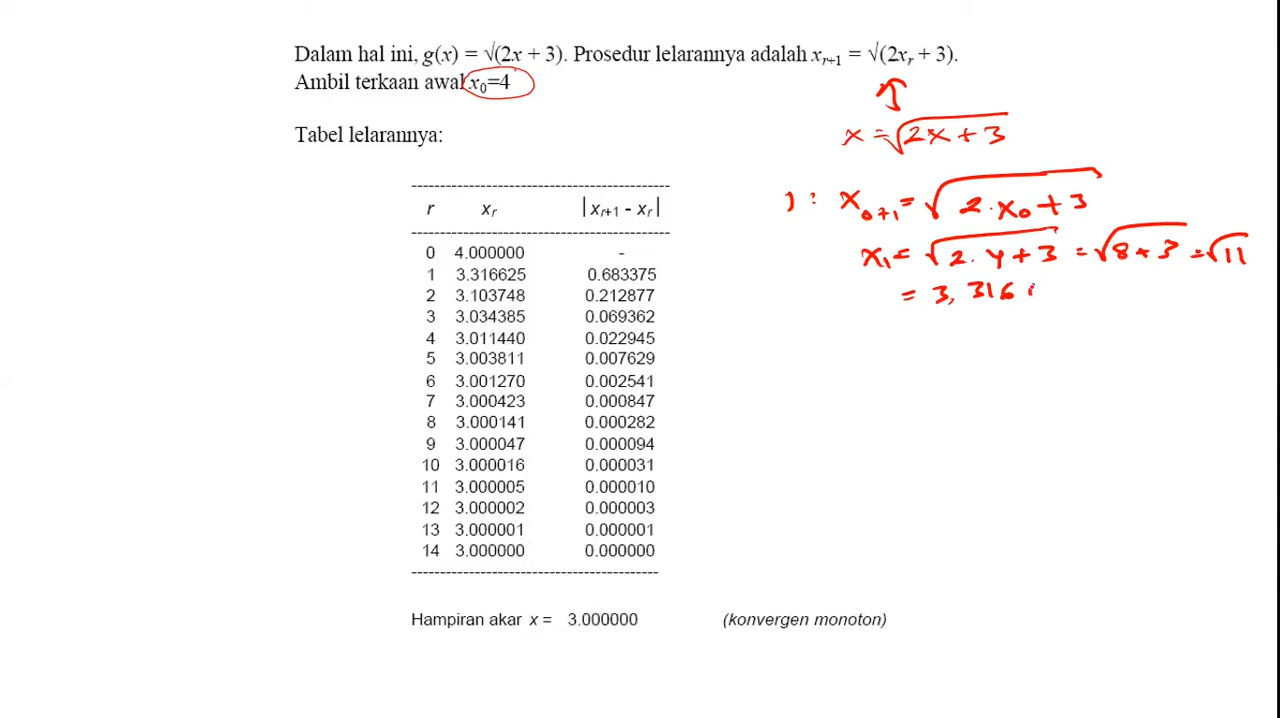 Dalam hal ini, g(x) = √(2x + 3). Prosedur lelarannya adalah xᵣ₊₁ = √(2xᵣ + 3).
Ambil terkaan awal x₀=4
x = √2x + 3
Tabel lelarannya:
1 : x₀₊₁ = √2 . x₀ + 3
x₁ = √2 . 4 + 3 = √8 + 3 = √11
= 3,316
r xᵣ |xᵣ₊₁ - xᵣ|
0 4.000000 -
1 3.316625 0.683375
2 3.103748 0.212877
3 3.034385 0.069362
4 3.011440 0.022945
5 3.003811 0.007629
6 3.001270 0.002541
7 3.000423 0.000847
8 3.000141 0.000282
9 3.000047 0.000094
10 3.000016 0.000031
11 3.000005 0.000010
12 3.000002 0.000003
13 3.000001 0.000001
14 3.000000 0.000000
Hampiran akar x = 3.000000 (konvergen monoton)